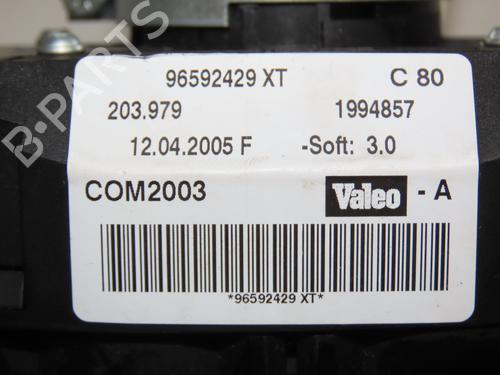 96592429 XT C 80
203.979 1994857
12.04.2005 F -Soft: 3.0
COM2003 Valeo - A
*96592429 XT*
B-PARTS